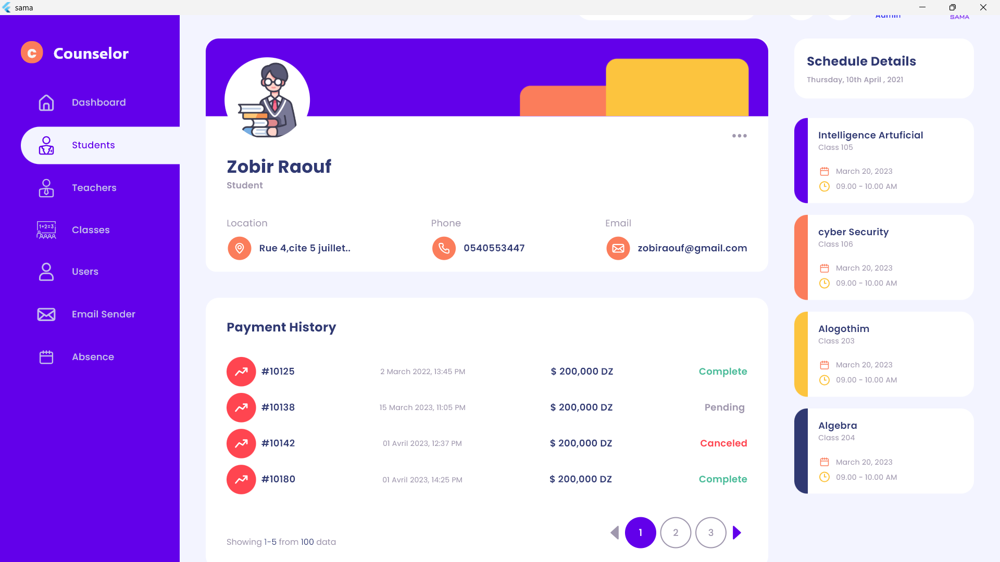 sama
Admin
SAMA
c Counselor
Dashboard
Students
Teachers
1+2=3
Classes
Users
Email Sender
Absence
Zobir Raouf
Student
Location
Rue 4,cite 5 juillet..
Phone
0540553447
Email
zobiraouf@gmail.com
Payment History
#10125 2 March 2022, 13:45 PM $ 200,000 DZ Complete
#10138 15 March 2023, 11:05 PM $ 200,000 DZ Pending
#10142 01 Avril 2023, 12:37 PM $ 200,000 DZ Canceled
#10180 01 Avril 2023, 14:25 PM $ 200,000 DZ Complete
Showing 1-5 from 100 data
1 2 3
Schedule Details
Thursday, 10th April , 2021
Intelligence Artuficial
Class 105
March 20, 2023
09.00 - 10.00 AM
cyber Security
Class 106
March 20, 2023
09.00 - 10.00 AM
Alogothim
Class 203
March 20, 2023
09.00 - 10.00 AM
Algebra
Class 204
March 20, 2023
09.00 - 10.00 AM